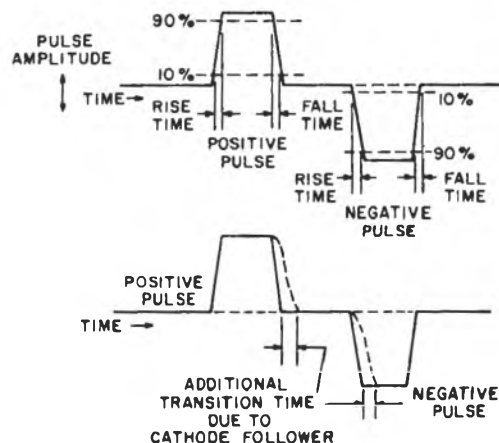 90%
PULSE
AMPLITUDE
10%
TIME
10%
RISE
TIME
FALL
TIME
POSITIVE
PULSE
90%
RISE
TIME
FALL
TIME
NEGATIVE
PULSE
POSITIVE
PULSE
TIME
ADDITIONAL
TRANSITION TIME
DUE TO
CATHODE FOLLOWER
NEGATIVE
PULSE